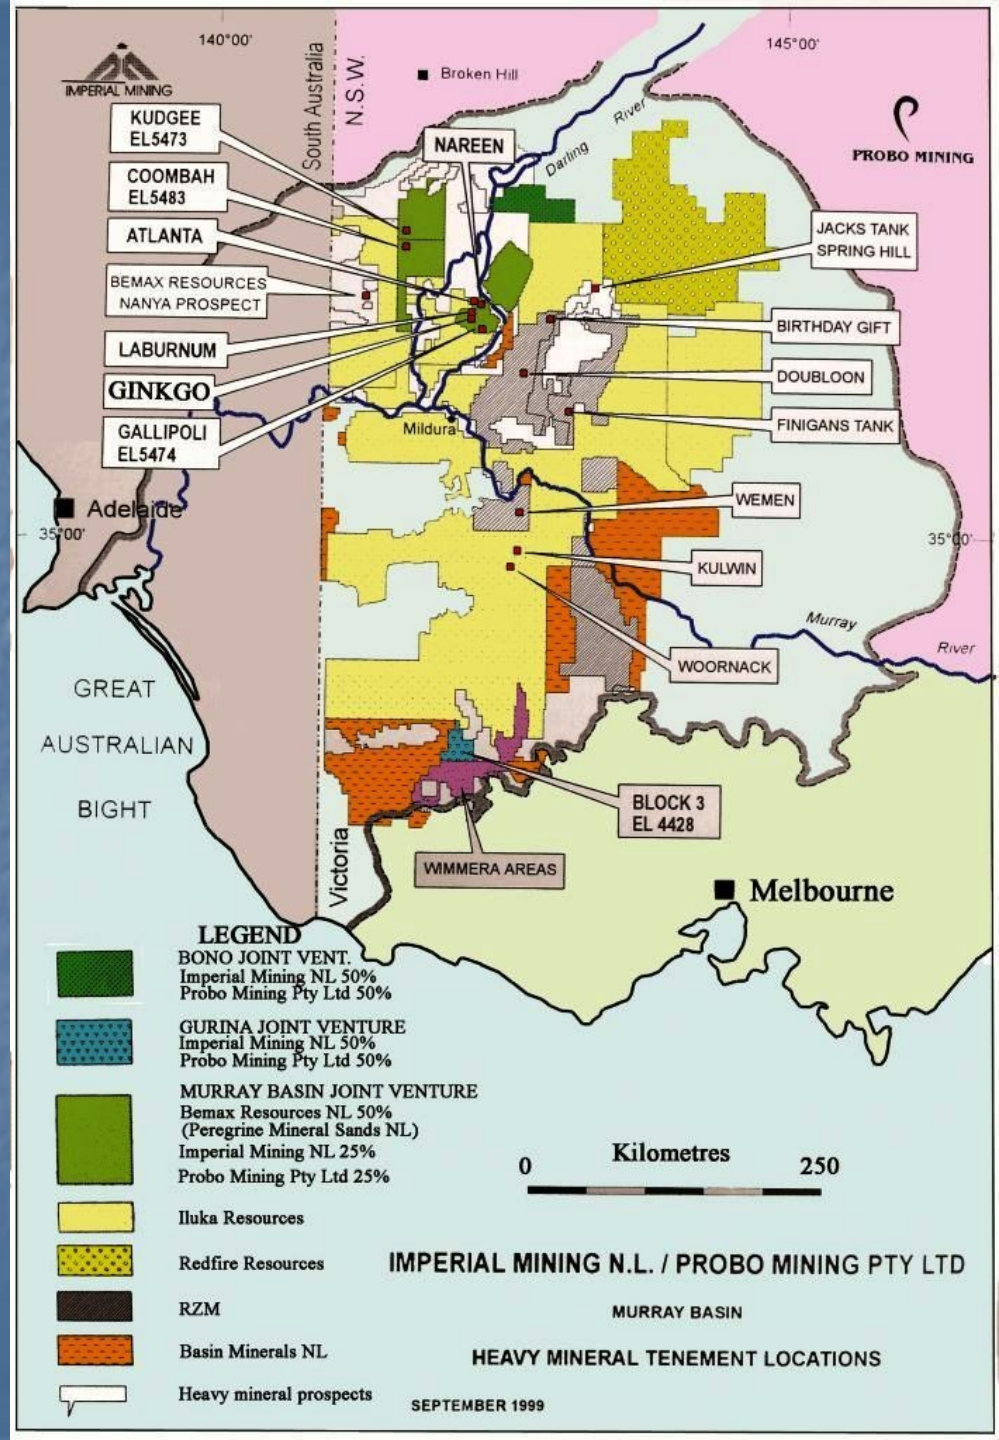 140°00'
145°00'
IMPERIAL MINING
South Australia
N.S.W.
Broken Hill
River
Darling
PROBO MINING
KUDGEE
EL5473
NAREEN
COOMBAH
EL5483
ATLANTA
JACKS TANK
SPRING HILL
BEMAX RESOURCES
NANYA PROSPECT
BIRTHDAY GIFT
LABURNUM
DOUBLOON
GINKGO
FINIGANS TANK
GALLIPOLI
EL5474
Mildura
WEMEN
Adelaide
35°00'
35°00'
KULWIN
Murray
River
WOORNACK
GREAT
AUSTRALIAN
BIGHT
BLOCK 3
EL 4428
Victoria
WIMMERA AREAS
Melbourne
LEGEND
BONO JOINT VENT.
Imperial Mining NL 50%
Probo Mining Pty Ltd 50%
GURINA JOINT VENTURE
Imperial Mining NL 50%
Probo Mining Pty Ltd 50%
MURRAY BASIN JOINT VENTURE
Bemax Resources NL 50%
(Peregrine Mineral Sands NL)
Imperial Mining NL 25%
Probo Mining Pty Ltd 25%
Iluka Resources
Redfire Resources
RZM
Basin Minerals NL
Heavy mineral prospects
Kilometres
0 250
IMPERIAL MINING N.L. / PROBO MINING PTY LTD
MURRAY BASIN
HEAVY MINERAL TENEMENT LOCATIONS
SEPTEMBER 1999